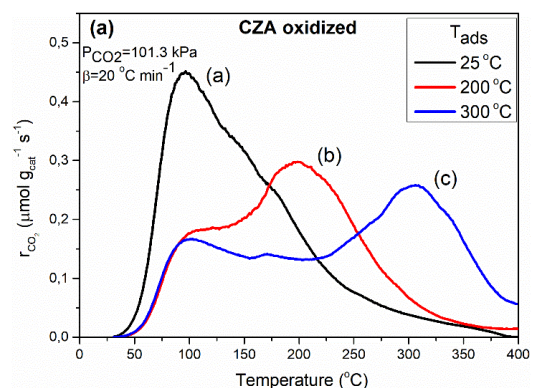 (a)
CZA oxidized
P_CO2=101.3 kPa
β=20 °C min⁻¹
T_ads
25 °C
200 °C
300 °C
(a)
(b)
(c)
0,5
0,4
0,3
0,2
0,1
0,0
r_CO₂ (μmol g_cat⁻¹ s⁻¹)
0 50 100 150 200 250 300 350 400
Temperature (°C)